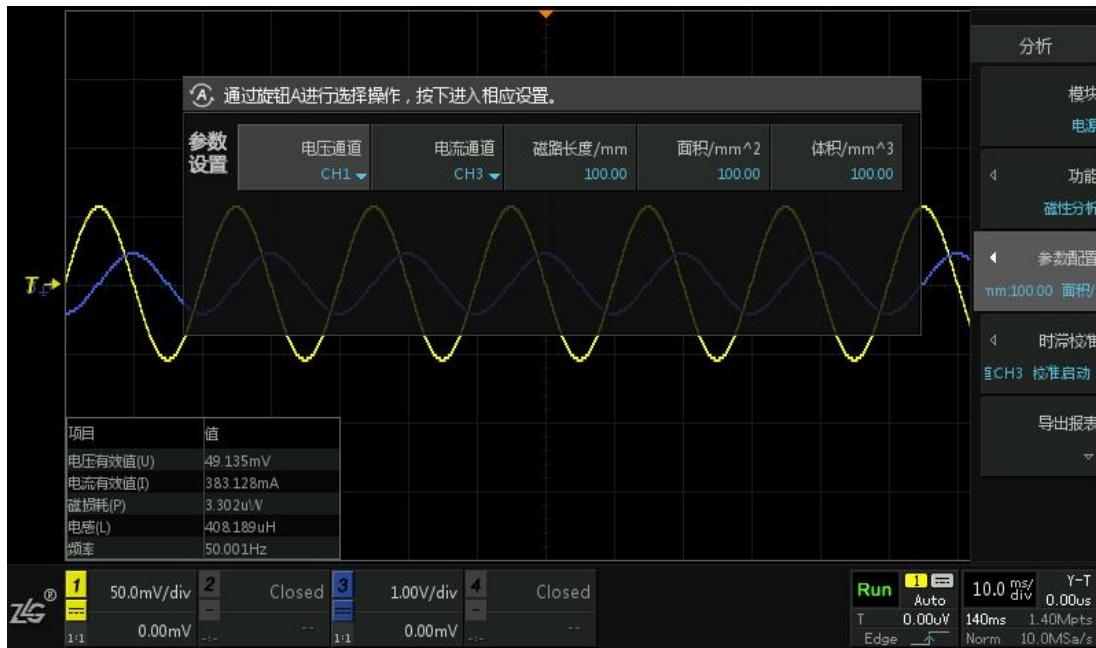 分析
通过旋钮A进行选择操作，按下进入相应设置。
参数
设置
电压通道
CH1
电流通道
CH3
磁路长度/mm
100.00
面积/mm^2
100.00
体积/mm^3
100.00
模块
电源
功能
磁性分析
参数配置
mm:100.00 面积/
时滞校准
CH3 校准启动
导出报表
T
项目 值
电压有效值(U) 49.135mV
电流有效值(I) 383.128mA
磁损耗(P) 3.302uW
电感(L) 408.189uH
频率 50.001Hz
ZLG®
1 50.0mV/div
1:1 0.00mV
2 Closed
-:- --
3 1.00V/div
1:1 0.00mV
4 Closed
-:- --
Run 1 Auto
T 0.00uV
Edge
10.0 ms/div Y-T
0.00us
140ms 1.40Mpts
Norm 10.0MSa/s